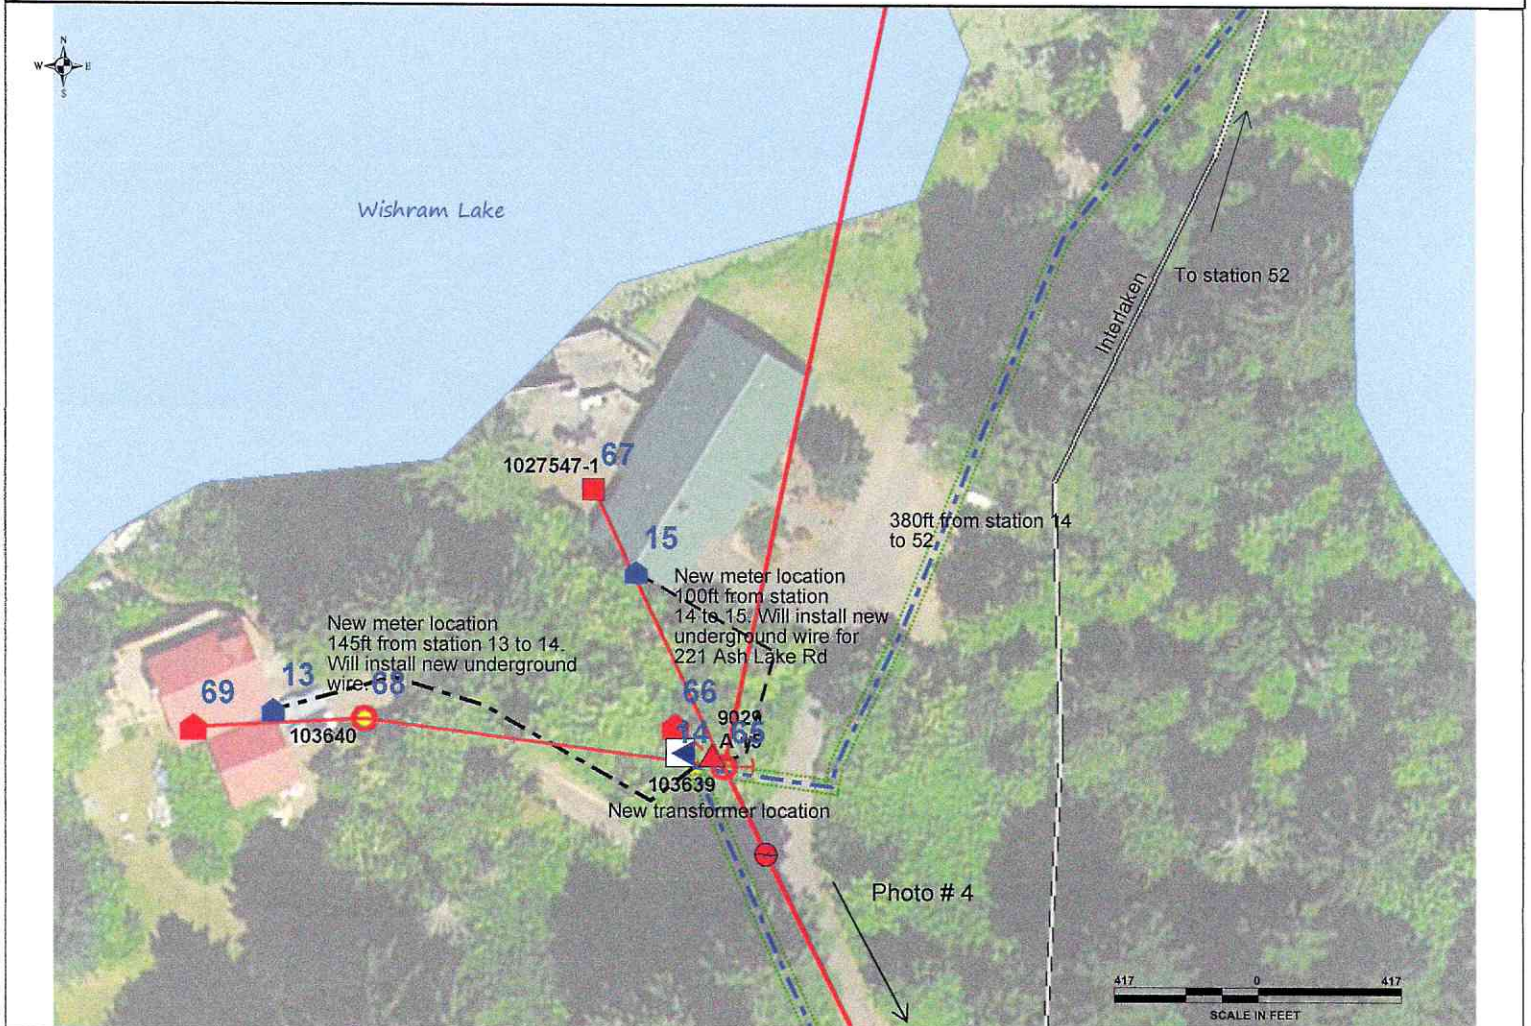 N
W E
S
Wishram Lake
To station 52
Interlaken
1027547-1
67
15
380ft from station 14
to 52
New meter location
100ft from station
14 to 15. Will install new
underground wire for
221 Ash Lake Rd
New meter location
145ft from station 13 to 14.
Will install new underground
wire.
68
13
69
103640
66
14
103639
New transformer location
Photo # 4
417 0 417
SCALE IN FEET